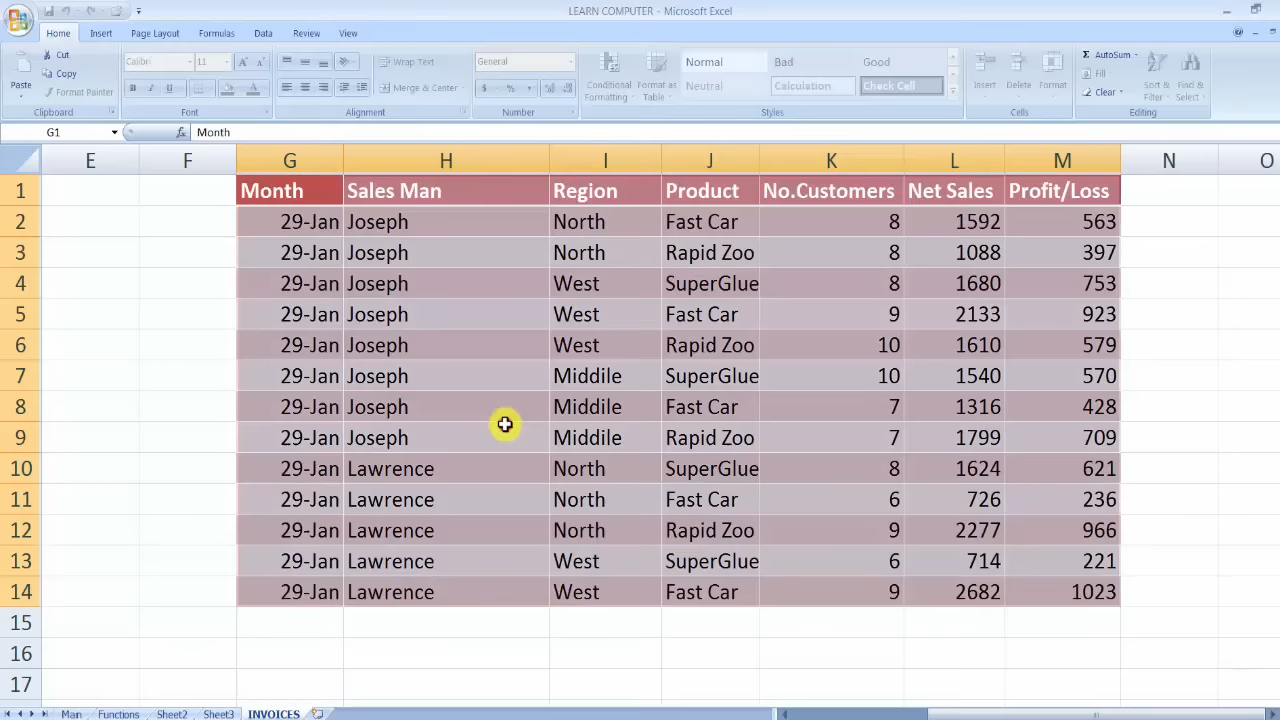 LEARN COMPUTER - Microsoft Excel
Home Insert Page Layout Formulas Data Review View
Paste Cut Copy Format Painter Clipboard
Calibri 11 A A B I U A Font
Wrap Text Merge & Center Alignment
General $ % , Number
Conditional Formatting Format as Table Normal Bad Good Neutral Calculation Check Cell Styles
Insert Delete Format Cells
Σ AutoSum Fill Clear Sort & Filter Find & Select Editing
G1 fx Month
E F G H I J K L M N O
1 Month Sales Man Region Product No.Customers Net Sales Profit/Loss
2 29-Jan Joseph North Fast Car 8 1592 563
3 29-Jan Joseph North Rapid Zoo 8 1088 397
4 29-Jan Joseph West SuperGlue 8 1680 753
5 29-Jan Joseph West Fast Car 9 2133 923
6 29-Jan Joseph West Rapid Zoo 10 1610 579
7 29-Jan Joseph Middile SuperGlue 10 1540 570
8 29-Jan Joseph Middile Fast Car 7 1316 428
9 29-Jan Joseph Middile Rapid Zoo 7 1799 709
10 29-Jan Lawrence North SuperGlue 8 1624 621
11 29-Jan Lawrence North Fast Car 6 726 236
12 29-Jan Lawrence North Rapid Zoo 9 2277 966
13 29-Jan Lawrence West SuperGlue 6 714 221
14 29-Jan Lawrence West Fast Car 9 2682 1023
15
16
17
Main Functions Sheet2 Sheet3 INVOICES